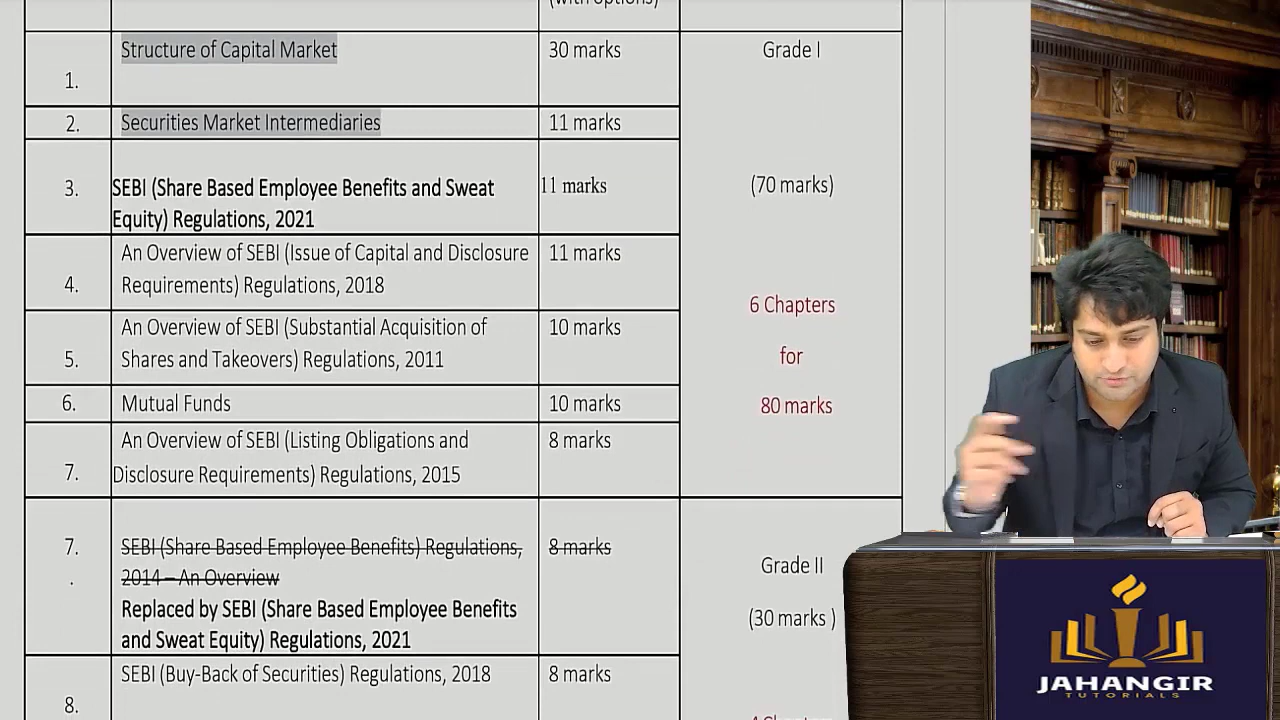 (with options)
Structure of Capital Market
30 marks
Grade I
1.
2.
Securities Market Intermediaries
11 marks
3.
SEBI (Share Based Employee Benefits and Sweat
Equity) Regulations, 2021
11 marks
(70 marks)
An Overview of SEBI (Issue of Capital and Disclosure
Requirements) Regulations, 2018
11 marks
4.
6 Chapters
for
80 marks
An Overview of SEBI (Substantial Acquisition of
Shares and Takeovers) Regulations, 2011
10 marks
5.
6.
Mutual Funds
10 marks
An Overview of SEBI (Listing Obligations and
Disclosure Requirements) Regulations, 2015
8 marks
7.
7.
.
SEBI (Share Based Employee Benefits) Regulations,
2014 – An Overview
Replaced by SEBI (Share Based Employee Benefits
and Sweat Equity) Regulations, 2021
8 marks
Grade II
(30 marks )
SEBI (Buy-Back of Securities) Regulations, 2018
8 marks
8.
JAHANGIR
TUTORIALS